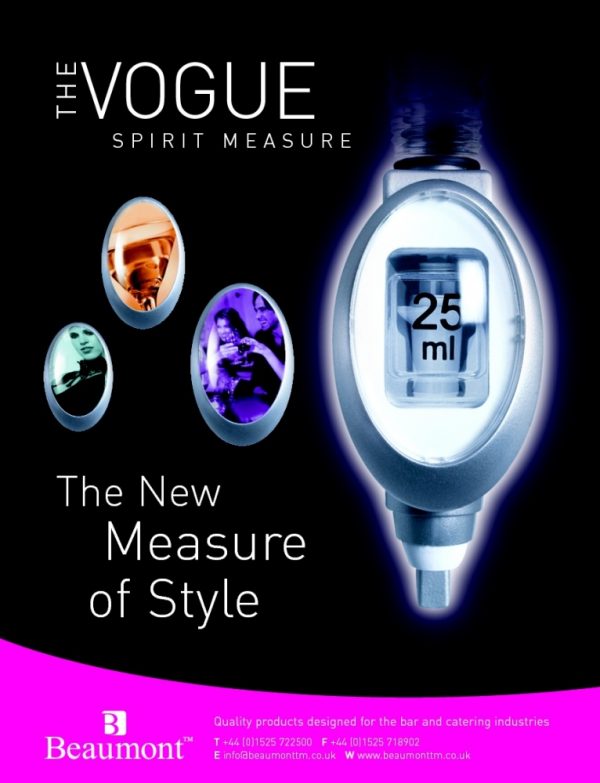 THE VOGUE
SPIRIT MEASURE
25
ml
The New
Measure
of Style
B
Beaumont™
Quality products designed for the bar and catering industries
T +44 (0)1525 722500 F +44 (0)1525 718902
E info@beaumonttm.co.uk W www.beaumonttm.co.uk